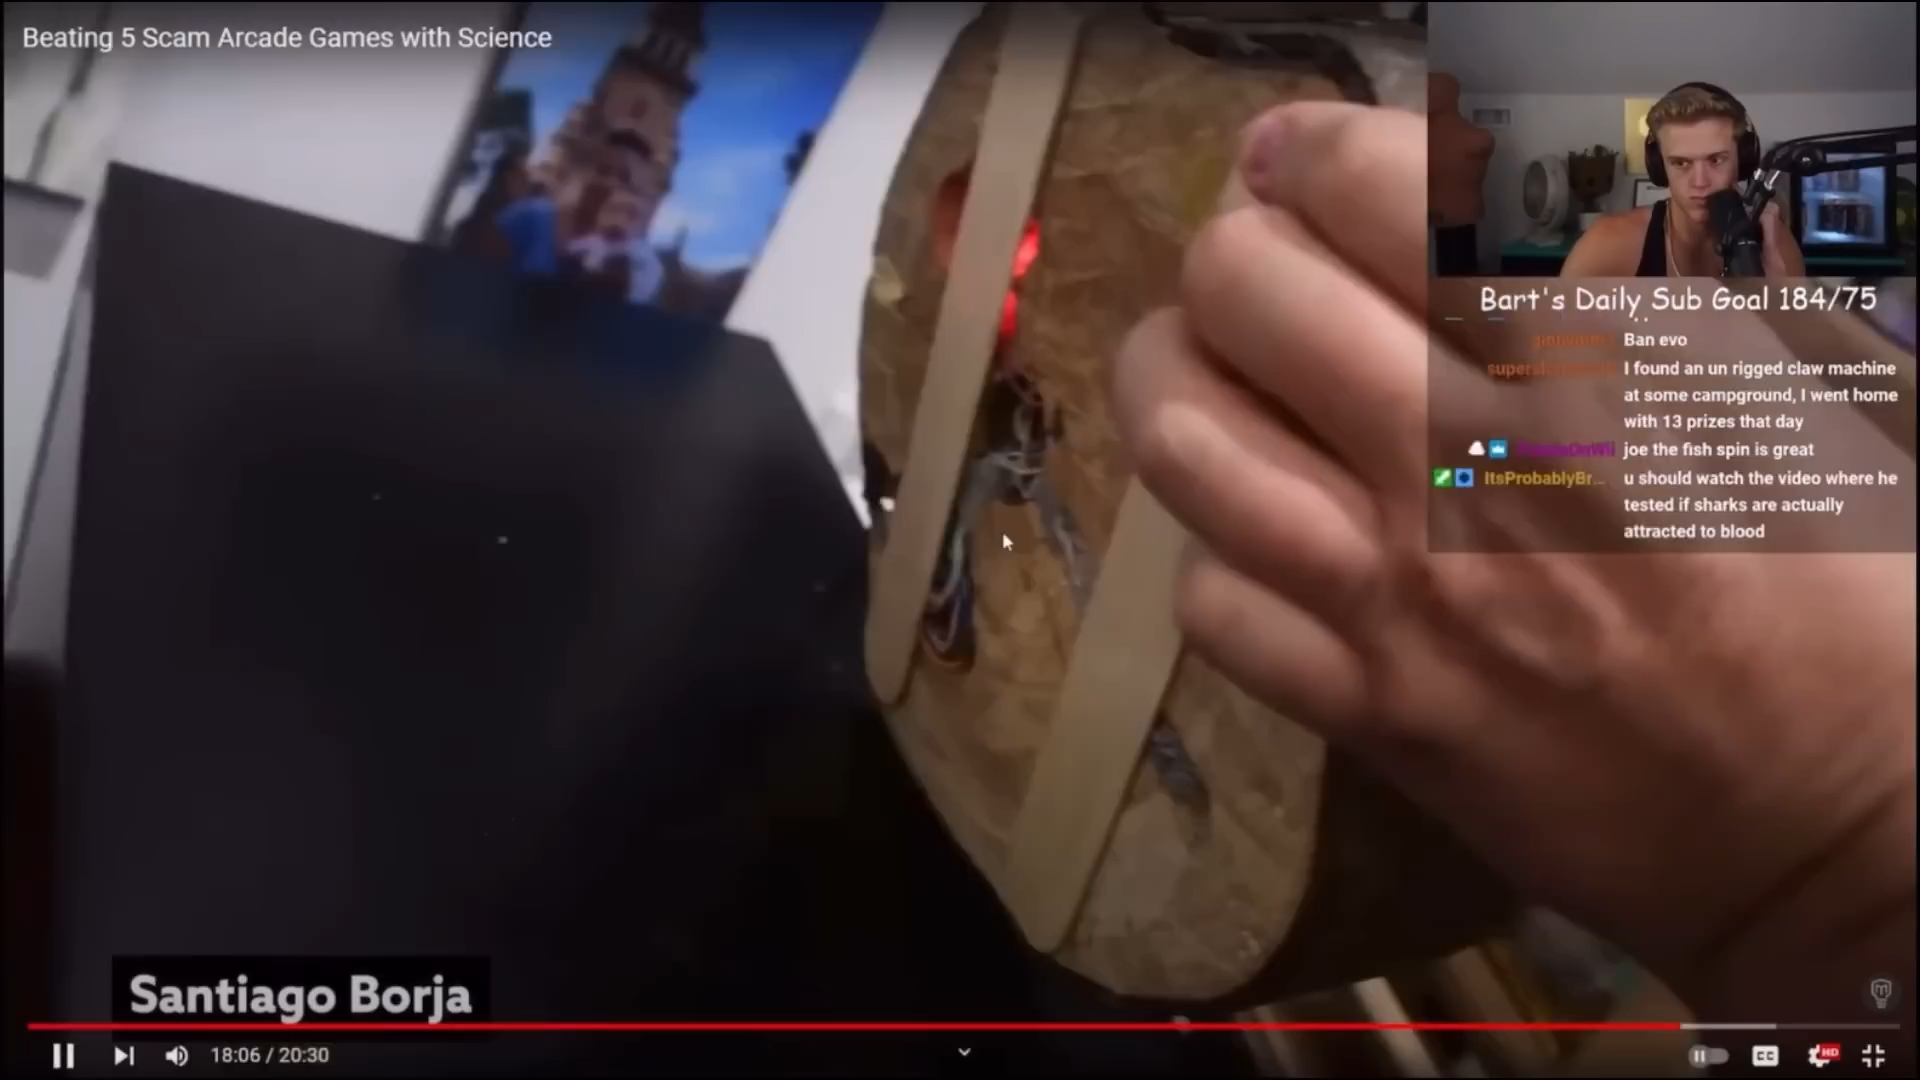 Beating 5 Scam Arcade Games with Science
Bart's Daily Sub Goal 184/75
Ban evo
I found an un rigged claw machine
at some campground, I went home
with 13 prizes that day
joe the fish spin is great
ItsProbablyBr... u should watch the video where he
tested if sharks are actually
attracted to blood
Santiago Borja
18:06 / 20:30
CC
HD